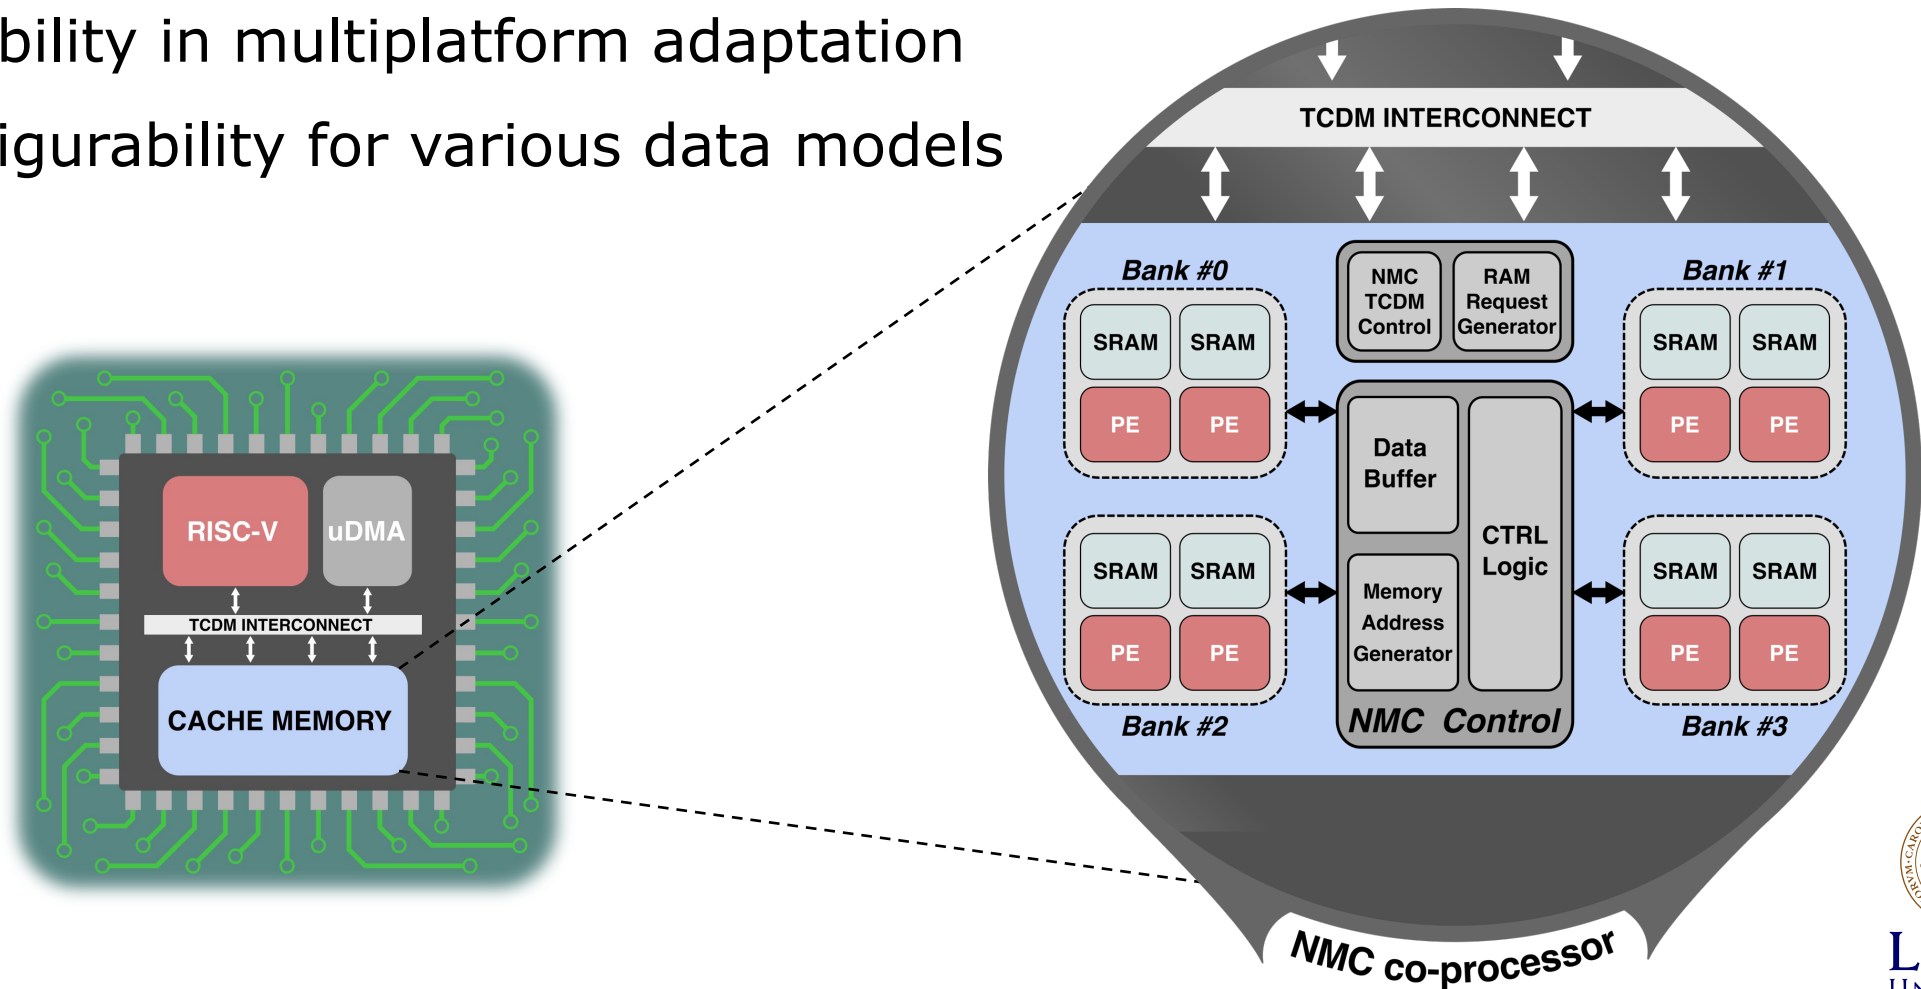 bility in multiplatform adaptation
igurability for various data models
TCDM INTERCONNECT
Bank #0
NMC
TCDM
Control
RAM
Request
Generator
Bank #1
SRAM SRAM
PE PE
SRAM SRAM
PE PE
Data
Buffer
CTRL
Logic
Memory
Address
Generator
NMC Control
SRAM SRAM
PE PE
Bank #2
SRAM SRAM
PE PE
Bank #3
RISC-V
uDMA
TCDM INTERCONNECT
CACHE MEMORY
NMC co-processor
L